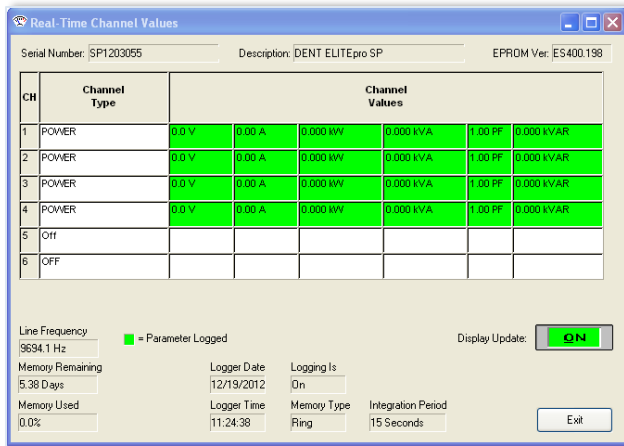 Real-Time Channel Values
Serial Number: SP1203055 Description: DENT ELITEpro SP EPROM Ver: ES400.198
CH Channel Type Channel Values
1 POWER 0.0 V 0.00 A 0.000 kW 0.000 kVA 1.00 PF 0.000 kVAR
2 POWER 0.0 V 0.00 A 0.000 kW 0.000 kVA 1.00 PF 0.000 kVAR
3 POWER 0.0 V 0.00 A 0.000 kW 0.000 kVA 1.00 PF 0.000 kVAR
4 POWER 0.0 V 0.00 A 0.000 kW 0.000 kVA 1.00 PF 0.000 kVAR
5 Off
6 OFF
Line Frequency
9694.1 Hz
= Parameter Logged
Display Update: ON
Memory Remaining Logger Date Logging Is
5.38 Days 12/19/2012 On
Memory Used Logger Time Memory Type Integration Period
0.0% 11:24:38 Ring 15 Seconds
Exit